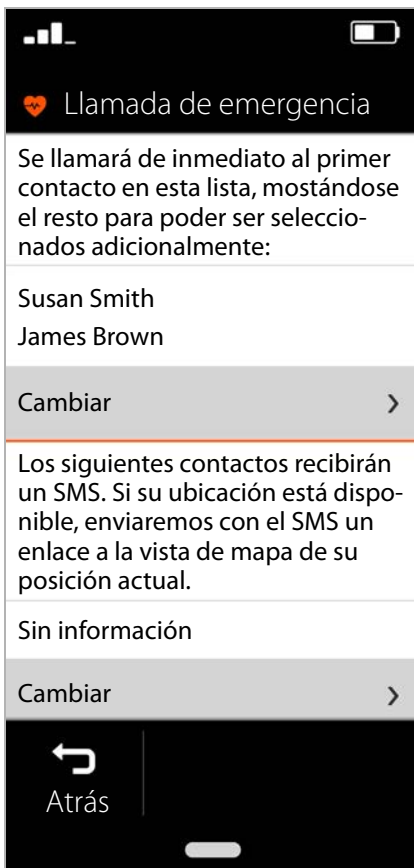 Llamada de emergencia
Se llamará de inmediato al primer
contacto en esta lista, mostándose
el resto para poder ser seleccio-
nados adicionalmente:
Susan Smith
James Brown
Cambiar
Los siguientes contactos recibirán
un SMS. Si su ubicación está dispo-
nible, enviaremos con el SMS un
enlace a la vista de mapa de su
posición actual.
Sin información
Cambiar
Atrás